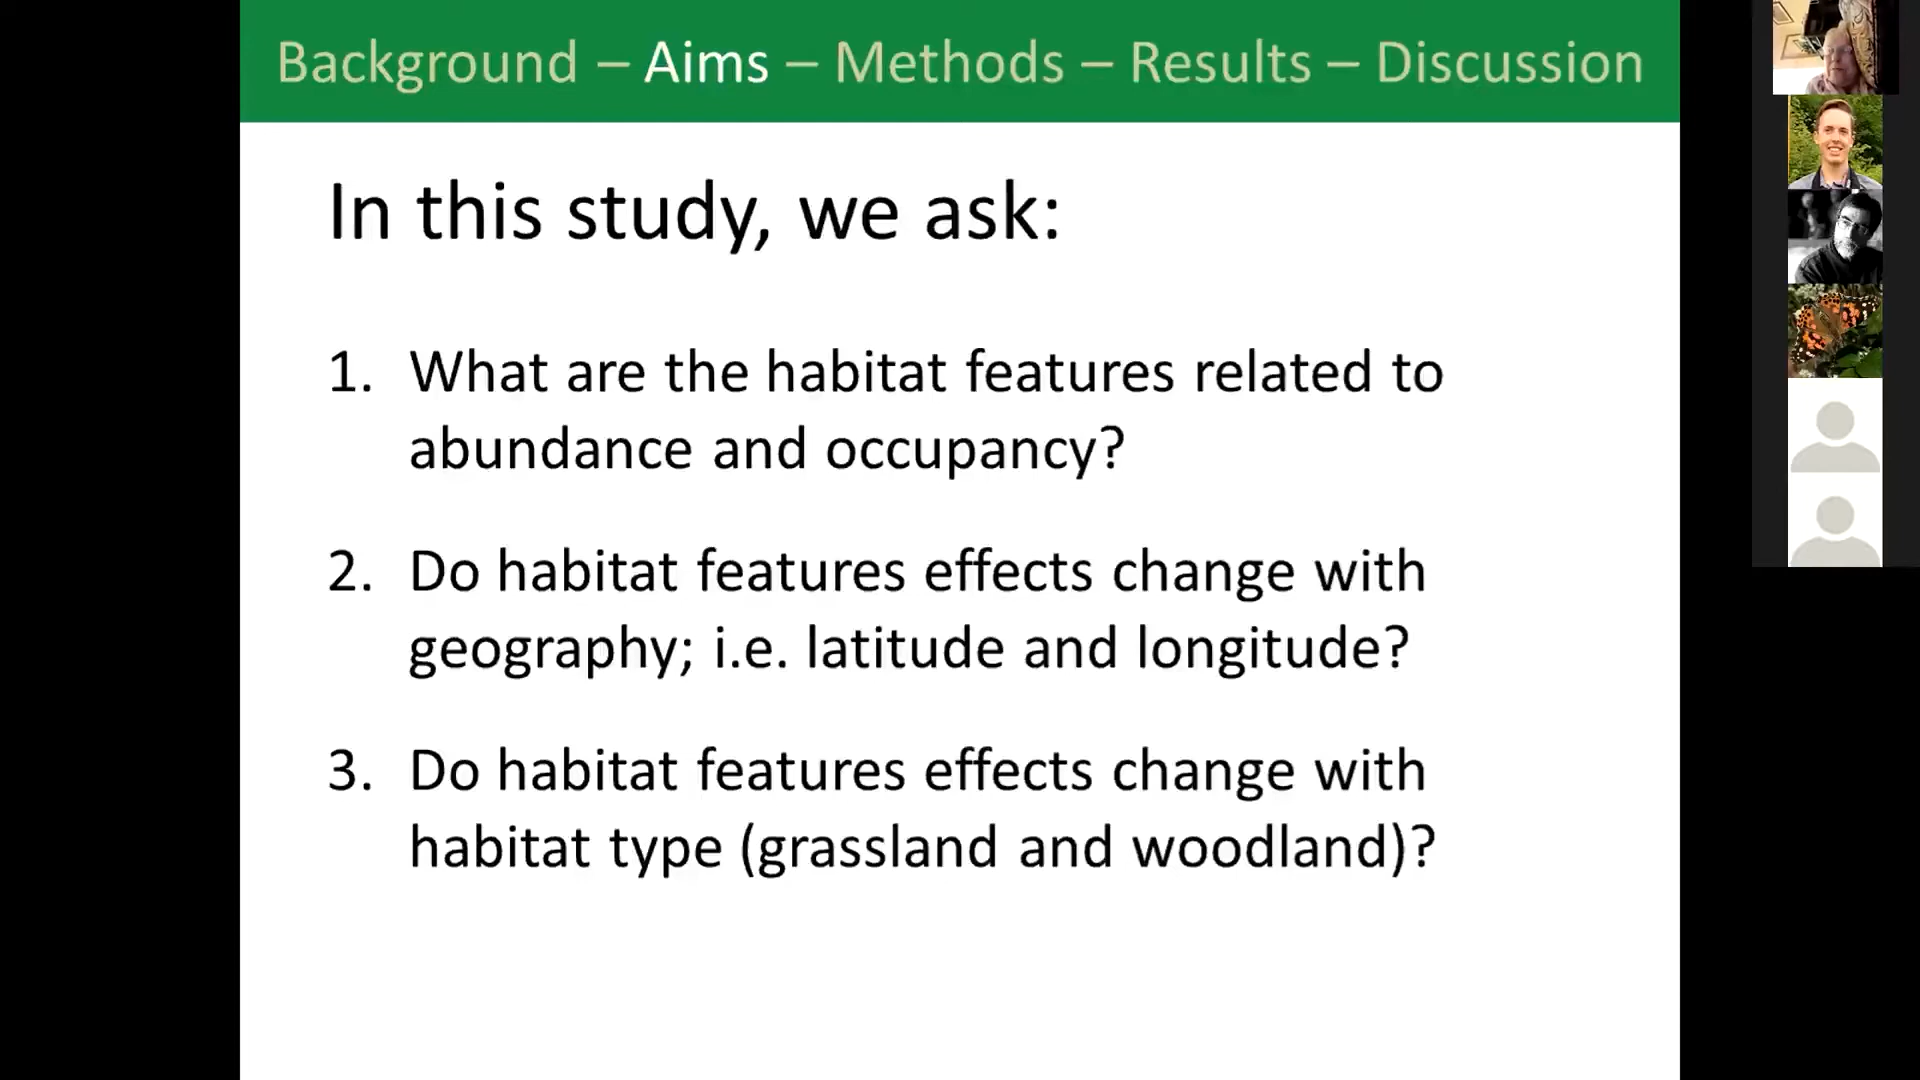 Background – Aims – Methods – Results – Discussion
In this study, we ask:
1. What are the habitat features related to
abundance and occupancy?
2. Do habitat features effects change with
geography; i.e. latitude and longitude?
3. Do habitat features effects change with
habitat type (grassland and woodland)?